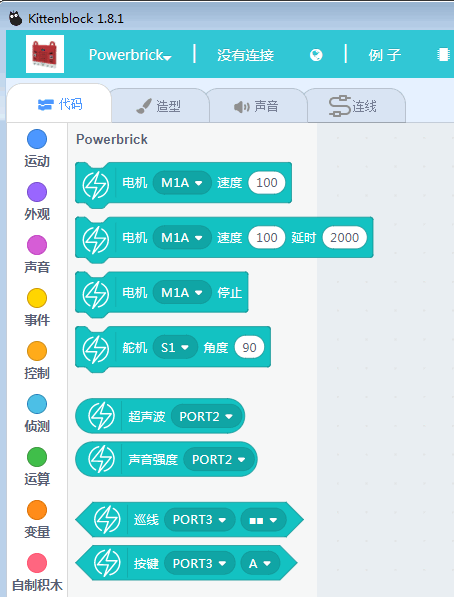 Kittenblock 1.8.1
Powerbrick 没有连接 例子
代码 造型 声音 连线
Powerbrick
运动
外观
声音
事件
控制
侦测
运算
变量
自制积木
电机 M1A 速度 100
电机 M1A 速度 100 延时 2000
电机 M1A 停止
舵机 S1 角度 90
超声波 PORT2
声音强度 PORT2
巡线 PORT3 ■■
按键 PORT3 A